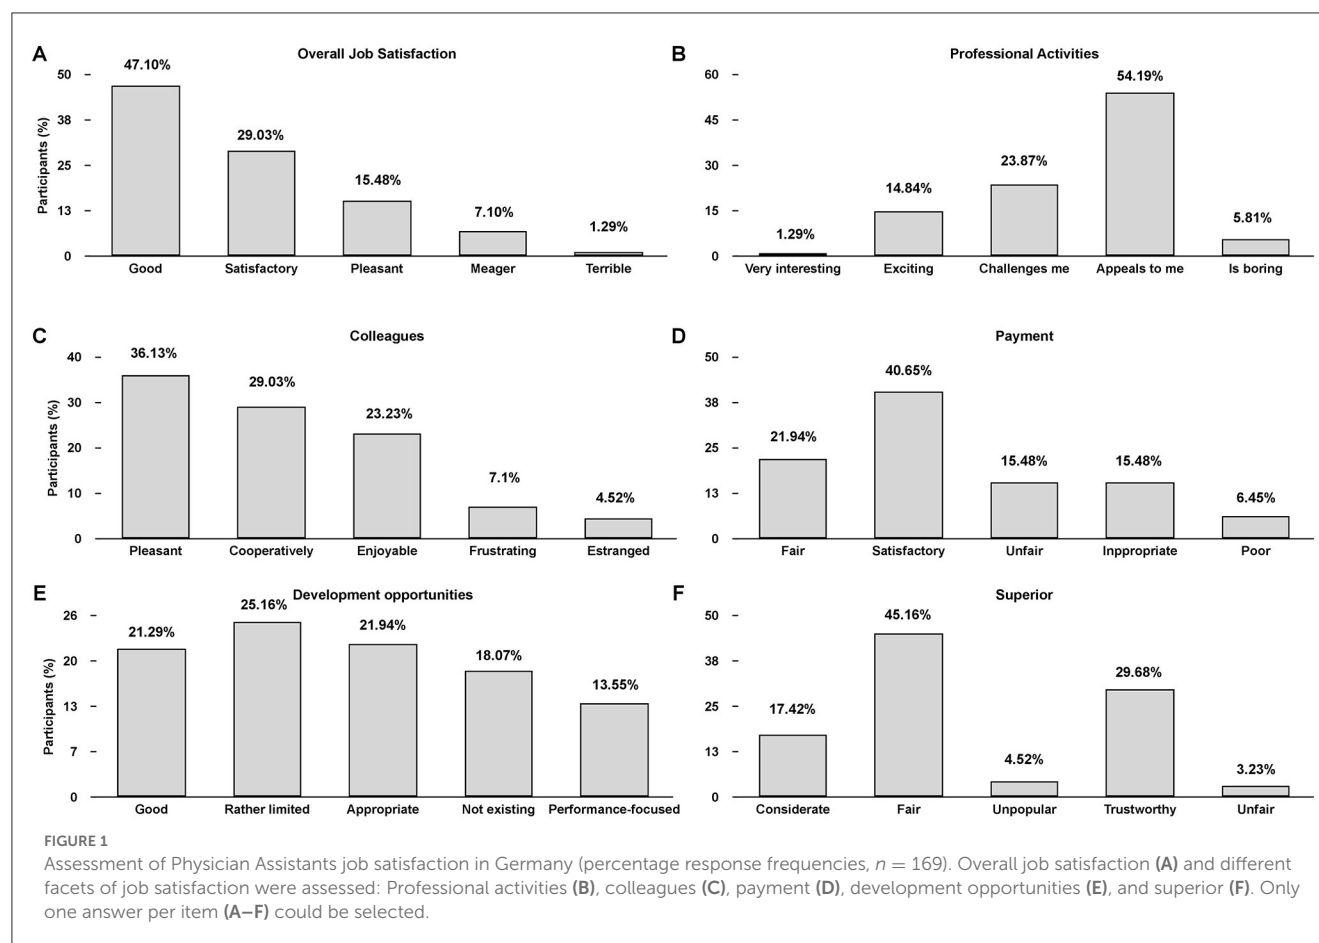 A
Overall Job Satisfaction
Participants (%)
50
38
25
13
0
47.10%
29.03%
15.48%
7.10%
1.29%
Good Satisfactory Pleasant Meager Terrible
B
Professional Activities
60
45
30
15
0
1.29%
14.84%
23.87%
54.19%
5.81%
Very interesting Exciting Challenges me Appeals to me Is boring
C
Colleagues
Participants (%)
40
30
20
10
0
36.13%
29.03%
23.23%
7.1%
4.52%
Pleasant Cooperatively Enjoyable Frustrating Estranged
D
Payment
50
38
25
13
0
21.94%
40.65%
15.48%
15.48%
6.45%
Fair Satisfactory Unfair Inppropriate Poor
E
Development opportunities
Participants (%)
26
20
13
7
0
21.29%
25.16%
21.94%
18.07%
13.55%
Good Rather limited Appropriate Not existing Performance-focused
F
Superior
50
38
25
13
0
17.42%
45.16%
4.52%
29.68%
3.23%
Considerate Fair Unpopular Trustworthy Unfair
FIGURE 1
Assessment of Physician Assistants job satisfaction in Germany (percentage response frequencies, n = 169). Overall job satisfaction (A) and different
facets of job satisfaction were assessed: Professional activities (B), colleagues (C), payment (D), development opportunities (E), and superior (F). Only
one answer per item (A–F) could be selected.